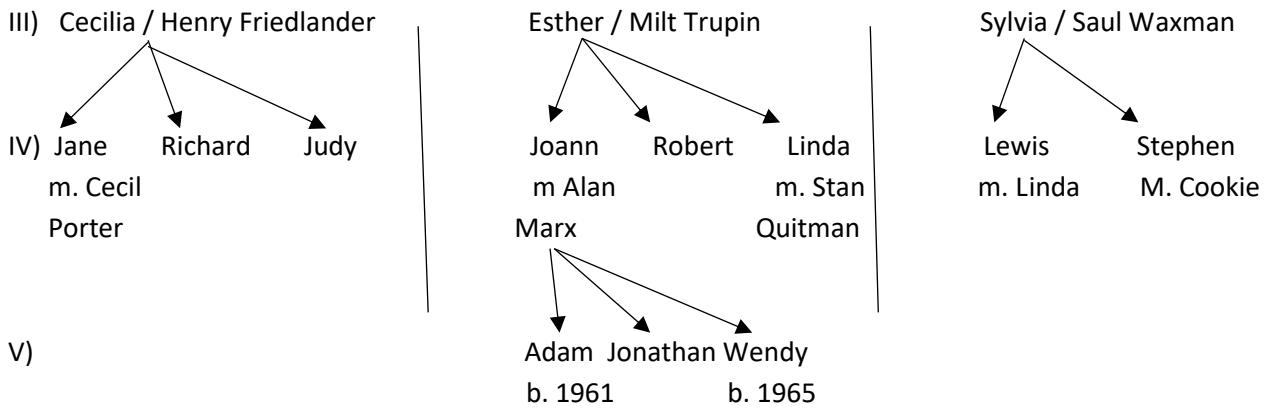 III) Cecilia / Henry Friedlander Esther / Milt Trupin Sylvia / Saul Waxman
IV) Jane Richard Judy Joann Robert Linda Lewis Stephen
m. Cecil m Alan m. Stan m. Linda M. Cookie
Porter Marx Quitman
V) Adam Jonathan Wendy
b. 1961 b. 1965